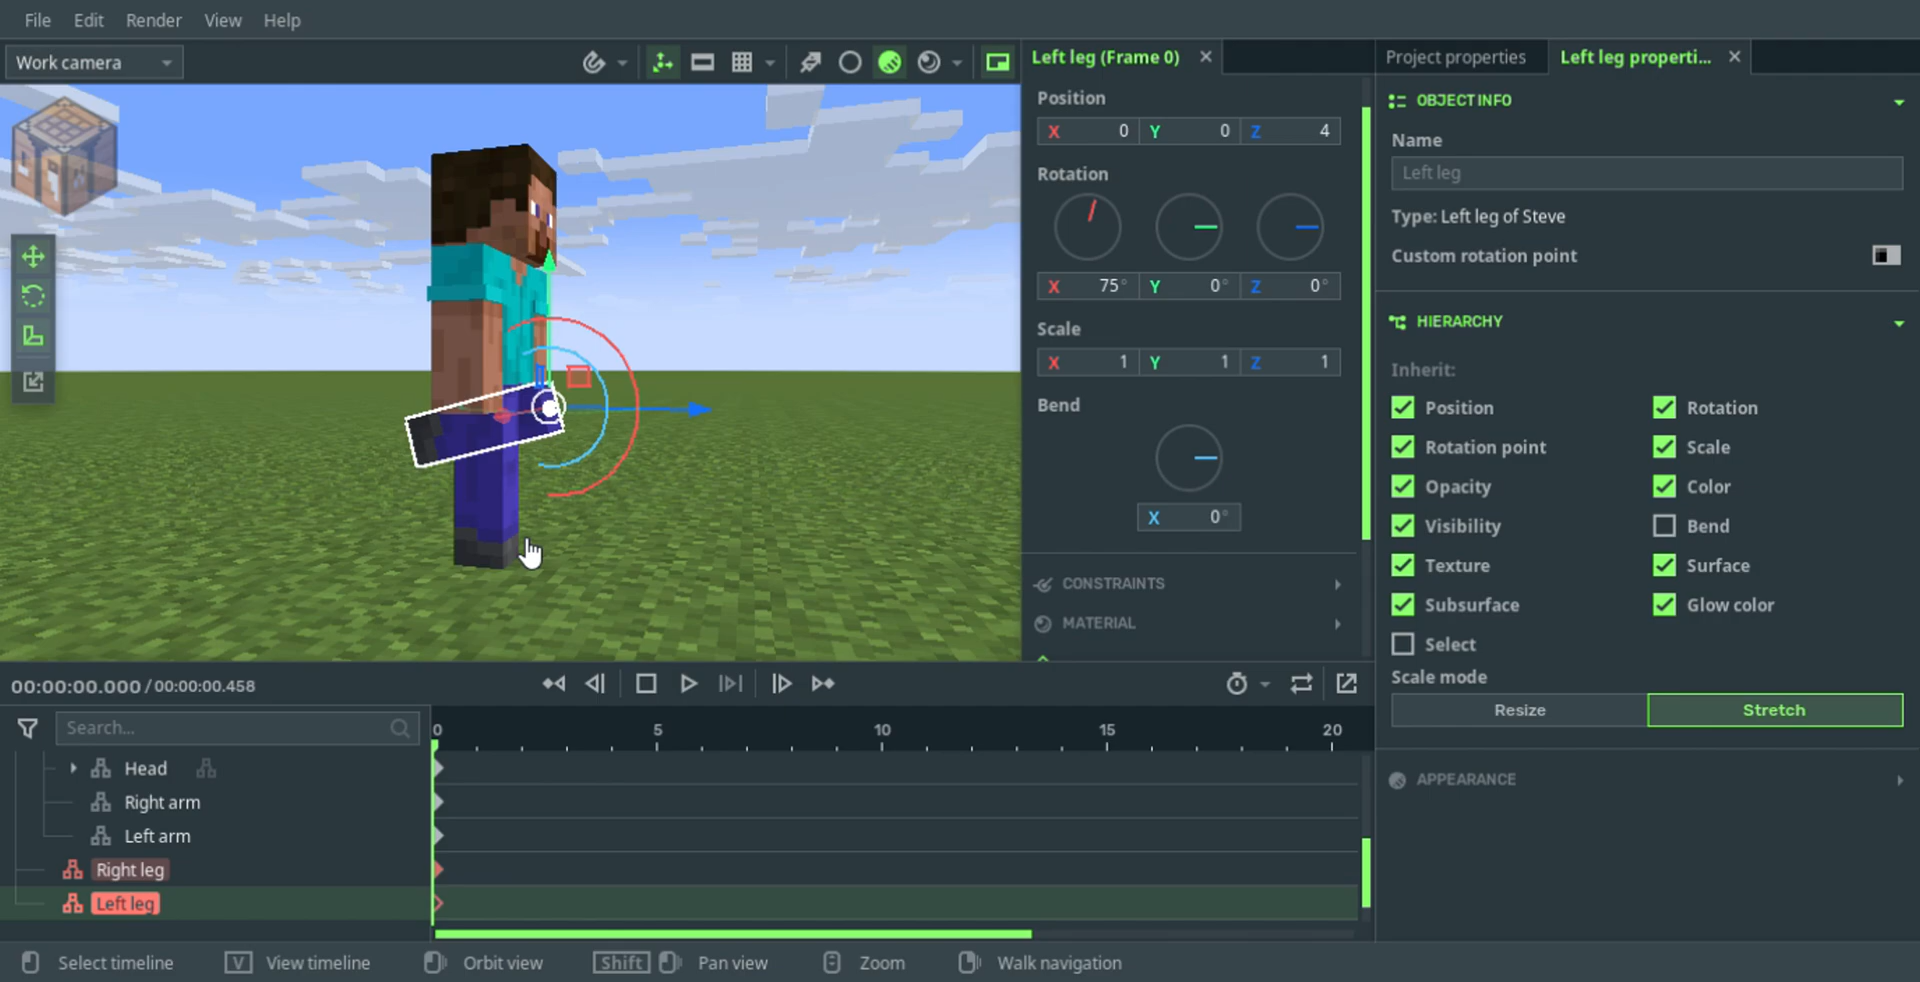 File Edit Render View Help
Work camera
Left leg (Frame 0)
Position
X 0 Y 0 Z 4
Rotation
X 75° Y 0° Z 0°
Scale
X 1 Y 1 Z 1
Bend
X 0°
CONSTRAINTS
MATERIAL
Project properties Left leg properti...
OBJECT INFO
Name
Left leg
Type: Left leg of Steve
Custom rotation point
HIERARCHY
Inherit:
Position Rotation
Rotation point Scale
Opacity Color
Visibility Bend
Texture Surface
Subsurface Glow color
Select
Scale mode
Resize Stretch
APPEARANCE
00:00:00.000 / 00:00:00.458
Search...
0 5 10 15 20
Head
Right arm
Left arm
Right leg
Left leg
Select timeline V View timeline Orbit view Shift Pan view Zoom Walk navigation